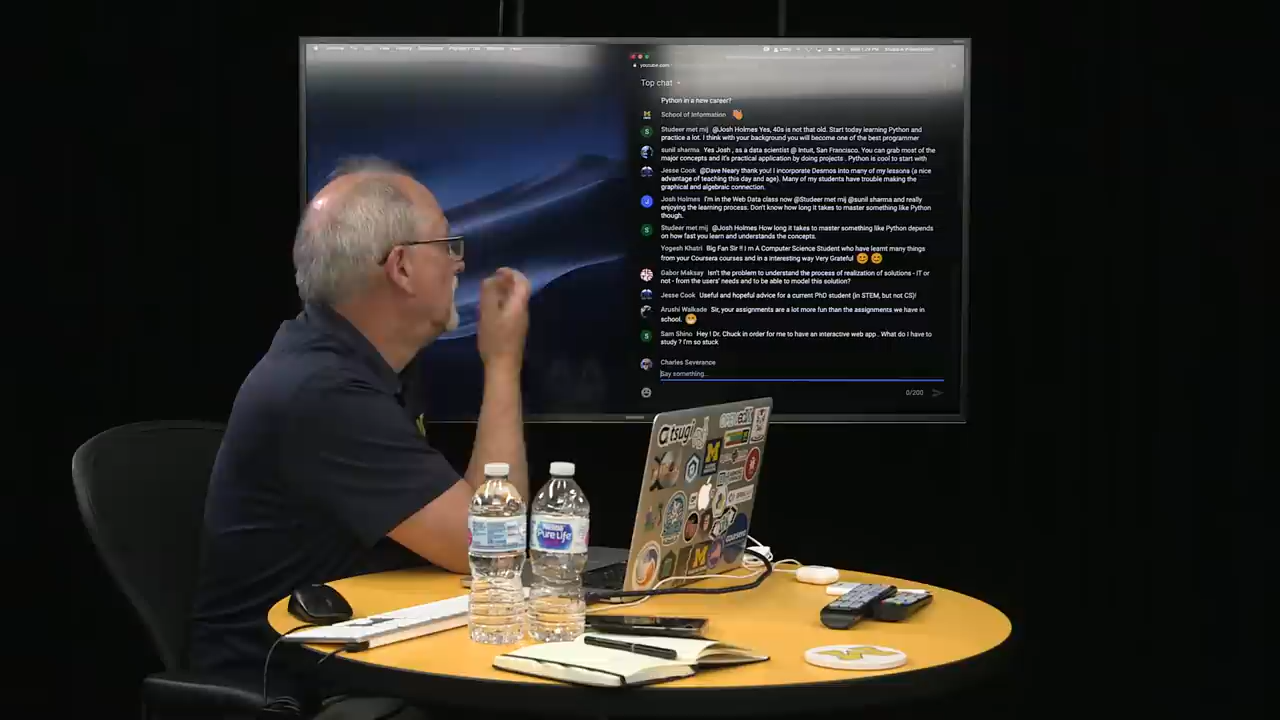 youtube.com
Top chat
Python in a new career?
School of Information
Studeer met mij @Josh Holmes Yes, 40s is not that old. Start today learning Python and
practice a lot. I think with your background you will become one of the best programmer
sunil sharma Yes Josh , as a data scientist @ Intuit, San Francisco. You can grab most of the
major concepts and it's practical application by doing projects . Python is cool to start with
Jesse Cook @Dave Neary thank you! I incorporate Desmos into many of my lessons (a nice
advantage of teaching this day and age). Many of my students have trouble making the
graphical and algebraic connection.
Josh Holmes I'm in the Web Data class now @Studeer met mij @sunil sharma and really
enjoying the learning process. Don't know how long it takes to master something like Python
though.
Studeer met mij @Josh Holmes How long it takes to master something like Python depends
on how fast you learn and understands the concepts.
Yogesh Khatri Big Fan Sir !! I m A Computer Science Student who have learnt many things
from your Coursera courses and in a interesting way Very Grateful 😊 😊
Gabor Maksay Isn't the problem to understand the process of realization of solutions - IT or
not - from the users' needs and to be able to model this solution?
Jesse Cook Useful and hopeful advice for a current PhD student (in STEM, but not CS)!
Arushi Walkade Sir, your assignments are a lot more fun than the assignments we have in
school. 😁
Sam Shino Hey ! Dr. Chuck in order for me to have an interactive web app . What do I have to
study ? I'm so stuck
Charles Severance
Say something...
0/200
tsugi
M
Pure Life
coursera
M